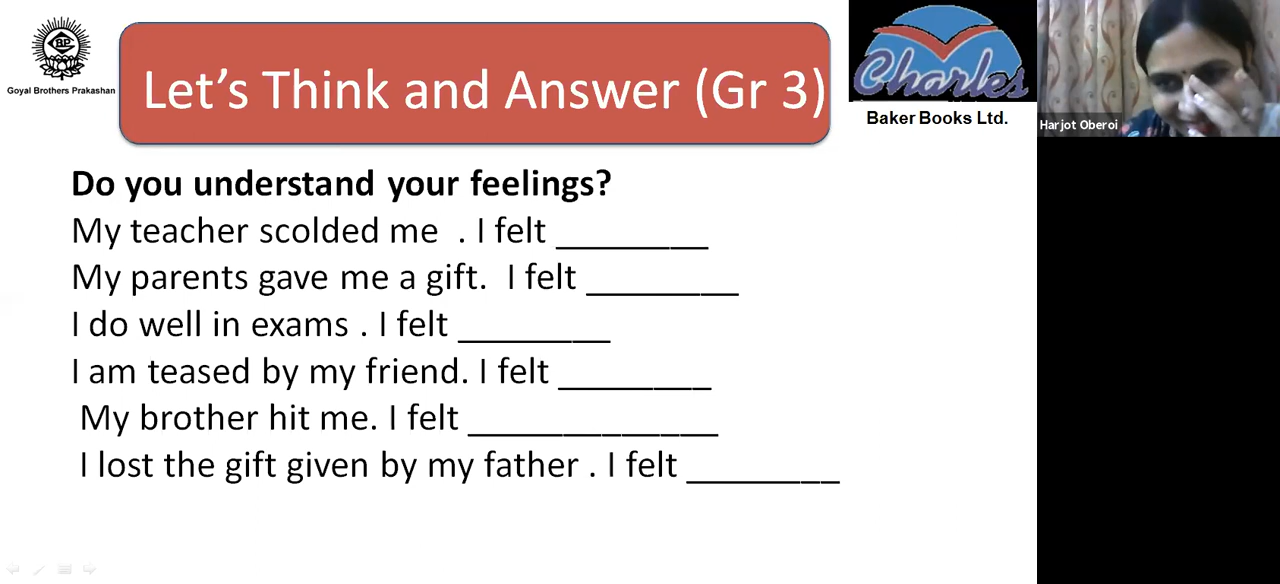 BP
Goyal Brothers Prakashan
Let's Think and Answer (Gr 3)
Charles
Baker Books Ltd.
Harjot Oberoi
Do you understand your feelings?
My teacher scolded me . I felt ________
My parents gave me a gift. I felt ________
I do well in exams . I felt ________
I am teased by my friend. I felt ________
My brother hit me. I felt _____________
I lost the gift given by my father . I felt ________